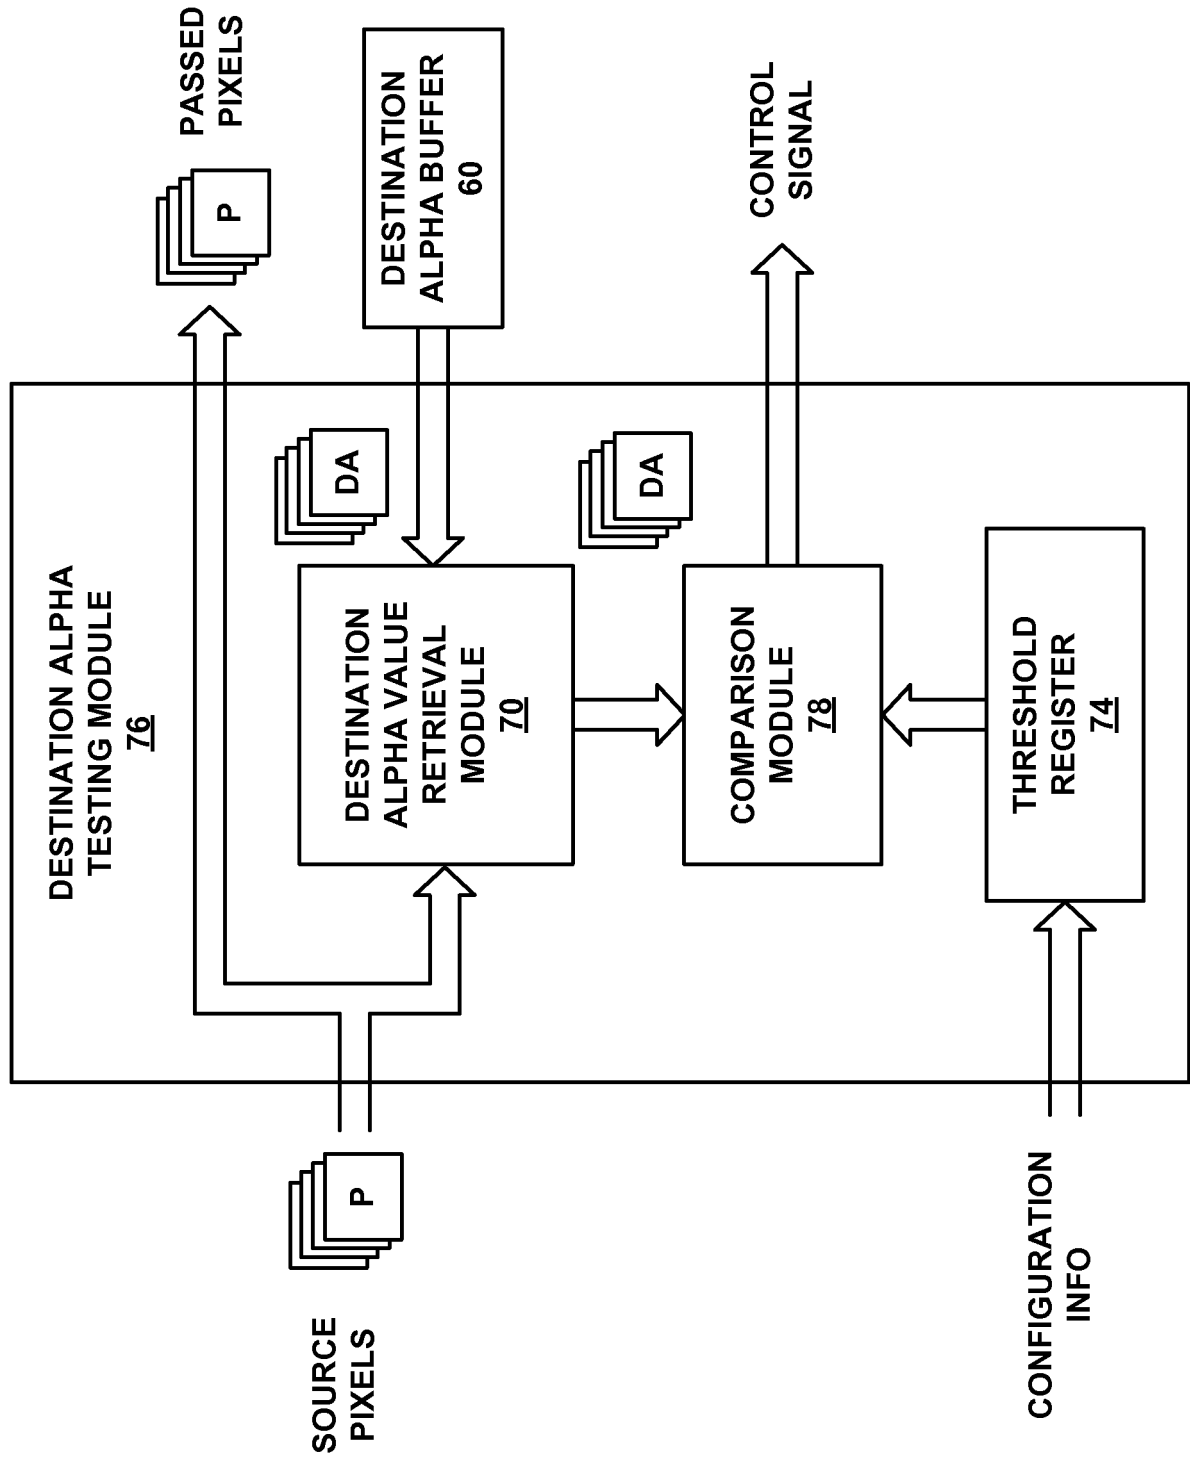 DESTINATION ALPHA
TESTING MODULE
76
SOURCE
PIXELS
P
PASSED
PIXELS
P
DA
DESTINATION
ALPHA BUFFER
60
DESTINATION
ALPHA VALUE
RETRIEVAL
MODULE
70
DA
COMPARISON
MODULE
78
CONTROL
SIGNAL
THRESHOLD
REGISTER
74
CONFIGURATION
INFO